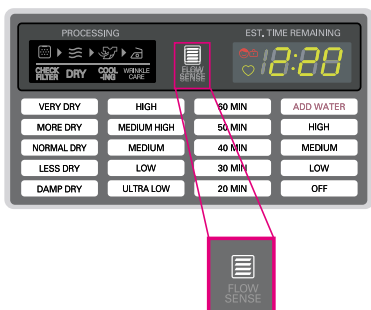 PROCESSING
EST. TIME REMAINING
CHECK FILTER
DRY
COOL -ING
WRINKLE CARE
FLOW SENSE
2:20
VERY DRY HIGH 60 MIN ADD WATER
MORE DRY MEDIUM HIGH 50 MIN HIGH
NORMAL DRY MEDIUM 40 MIN MEDIUM
LESS DRY LOW 30 MIN LOW
DAMP DRY ULTRA LOW 20 MIN OFF
FLOW
SENSE